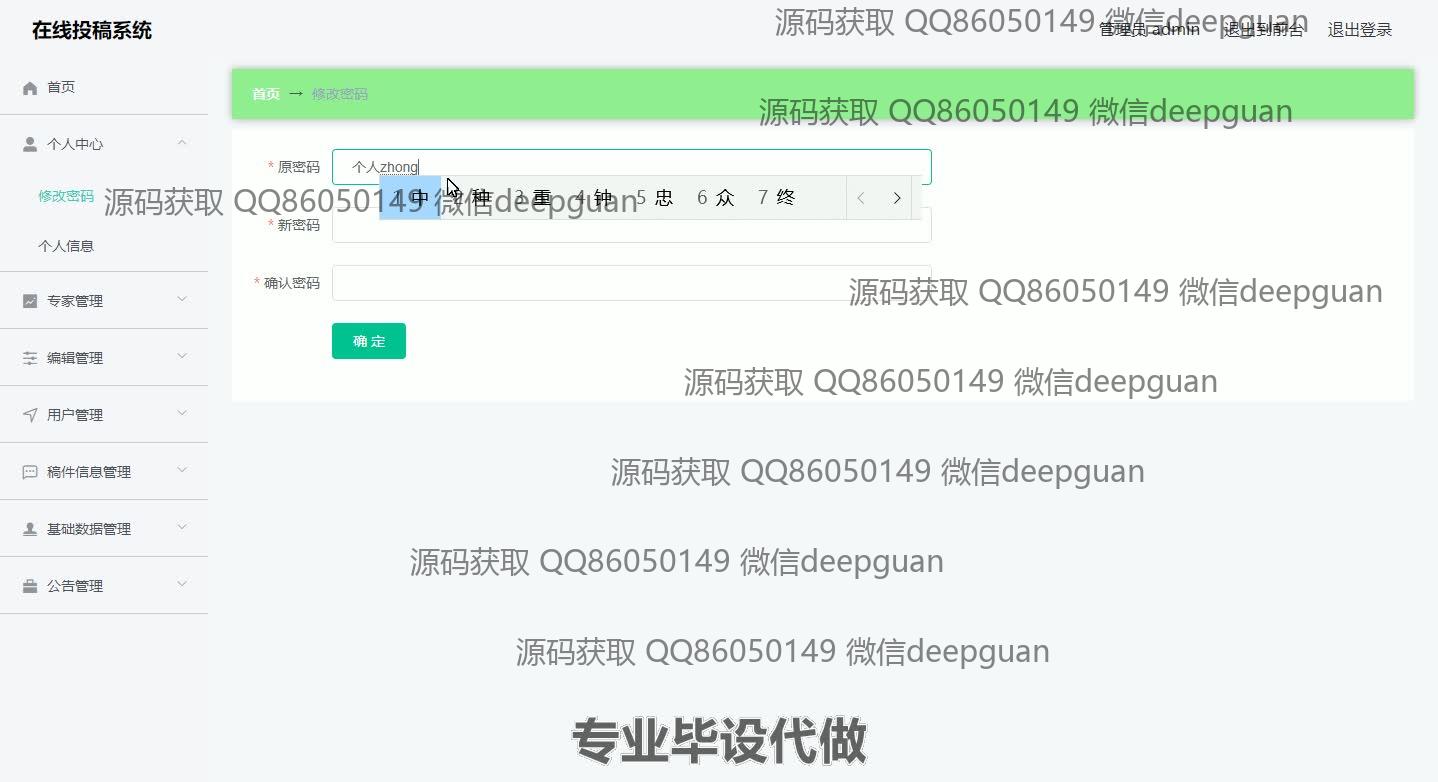 在线投稿系统
源码获取 QQ86050149 微信deepguan
管理员 admin 退出到前台 退出登录
首页
首页 → 修改密码
源码获取 QQ86050149 微信deepguan
个人中心
* 原密码 个人zhong
修改密码
源码获取 QQ86050149 微信deepguan
1 中 2 种 3 重 4 钟 5 忠 6 众 7 终
* 新密码
个人信息
* 确认密码
源码获取 QQ86050149 微信deepguan
专家管理
确 定
编辑管理
源码获取 QQ86050149 微信deepguan
用户管理
稿件信息管理
源码获取 QQ86050149 微信deepguan
基础数据管理
源码获取 QQ86050149 微信deepguan
公告管理
源码获取 QQ86050149 微信deepguan
专业毕设代做